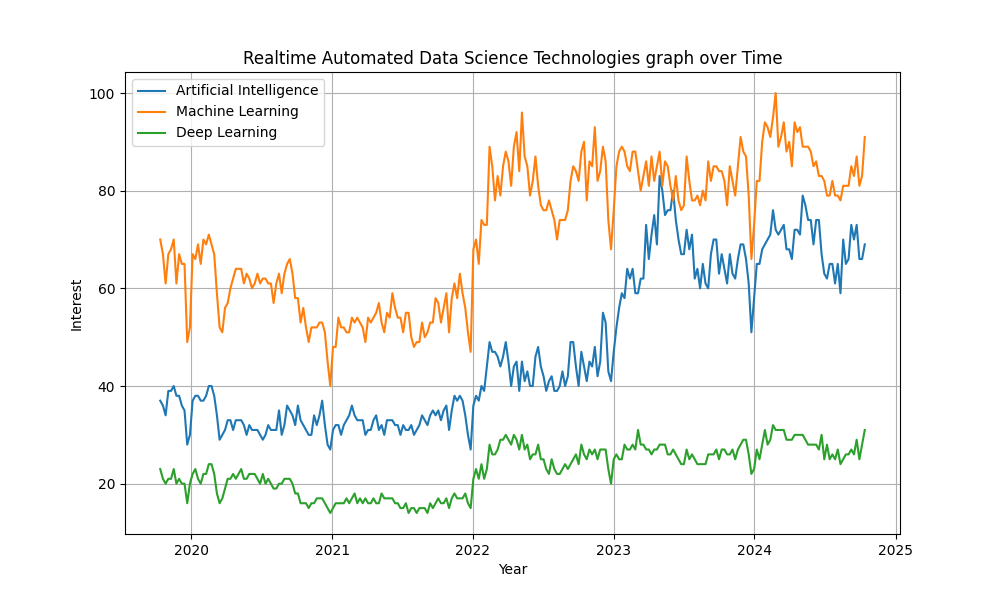 Realtime Automated Data Science Technologies graph over Time
Artificial Intelligence
Machine Learning
Deep Learning
100
80
60
40
20
Interest
2020 2021 2022 2023 2024 2025
Year